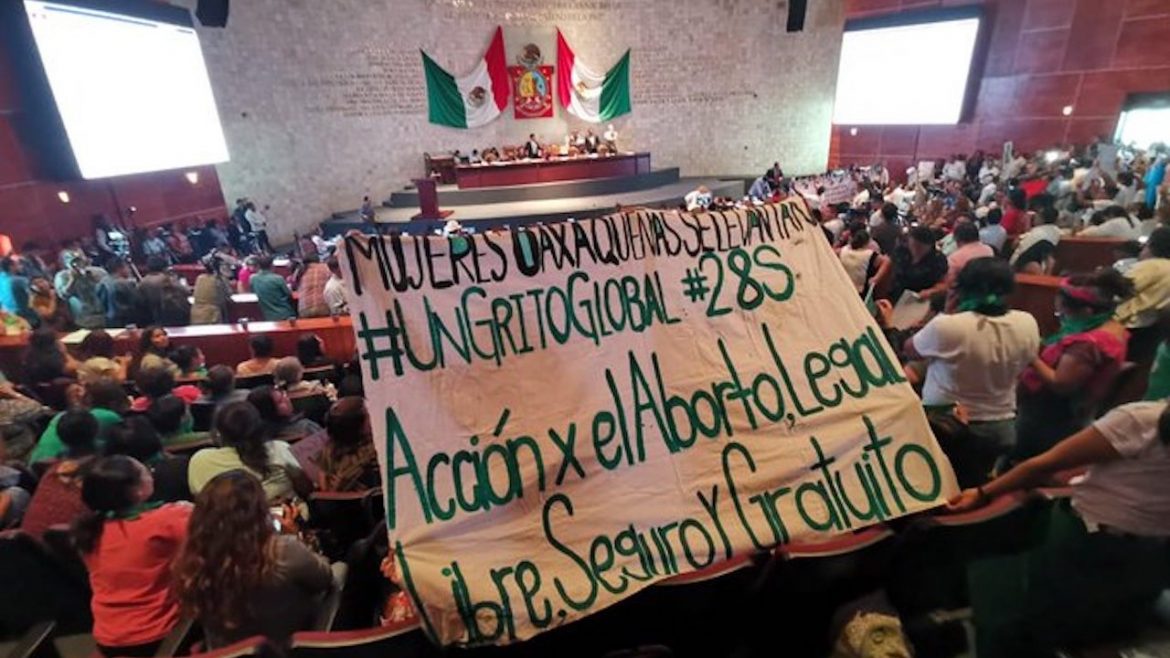 MUJERES OAXAQUEÑAS SE LEVANTAN
#UNGRITOGLOBAL #28S
Acción x el Aborto, Legal
Libre, Seguro Y Gratuito